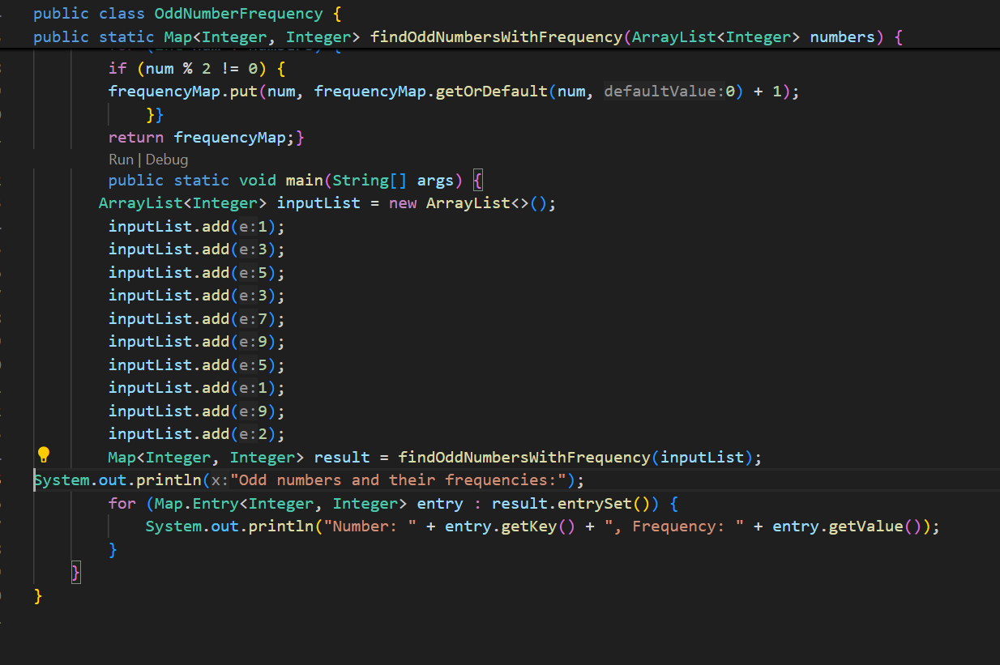 public class OddNumberFrequency {
public static Map<Integer, Integer> findOddNumbersWithFrequency(ArrayList<Integer> numbers) {
if (num % 2 != 0) {
frequencyMap.put(num, frequencyMap.getOrDefault(num, defaultValue:0) + 1);
}}
return frequencyMap;}
Run | Debug
public static void main(String[] args) {
ArrayList<Integer> inputList = new ArrayList<>();
inputList.add(e:1);
inputList.add(e:3);
inputList.add(e:5);
inputList.add(e:3);
inputList.add(e:7);
inputList.add(e:9);
inputList.add(e:5);
inputList.add(e:1);
inputList.add(e:9);
inputList.add(e:2);
Map<Integer, Integer> result = findOddNumbersWithFrequency(inputList);
System.out.println(x:"Odd numbers and their frequencies:");
for (Map.Entry<Integer, Integer> entry : result.entrySet()) {
System.out.println("Number: " + entry.getKey() + ", Frequency: " + entry.getValue());
}
}
}